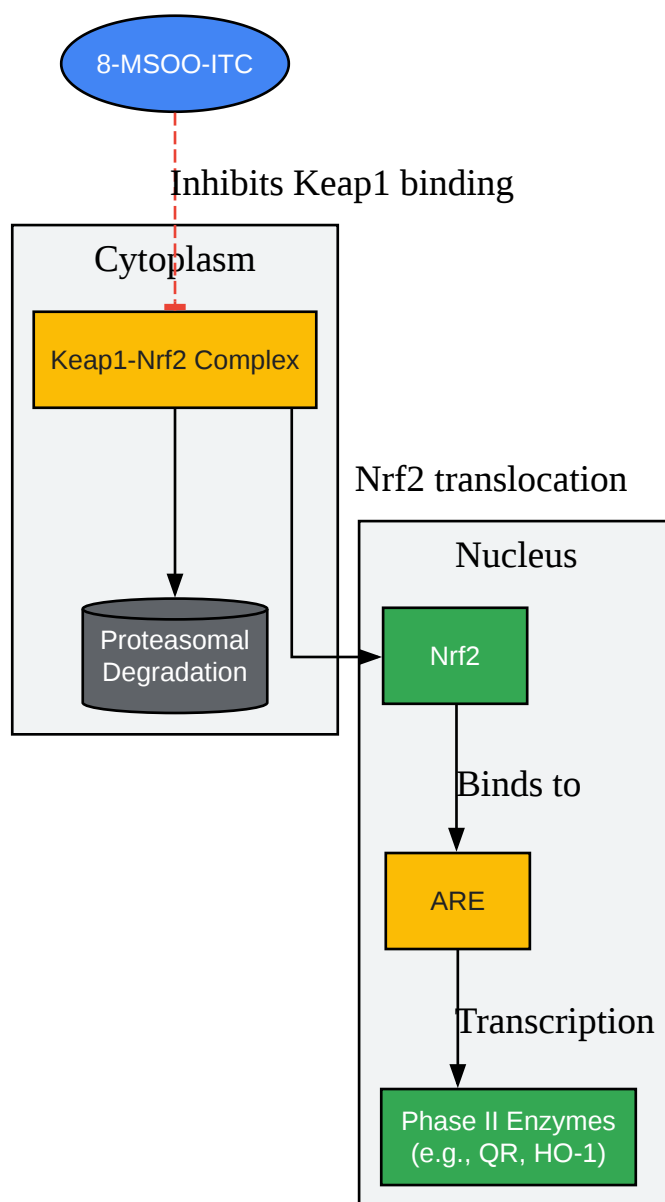 8-MSOO-ITC
Inhibits Keap1 binding
Cytoplasm
Keap1-Nrf2 Complex
Nrf2 translocation
Nucleus
Proteasomal
Degradation
Nrf2
Binds to
ARE
Transcription
Phase II Enzymes
(e.g., QR, HO-1)